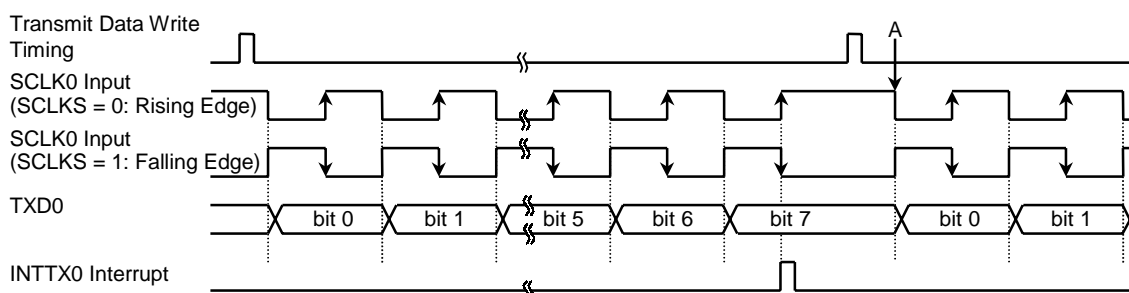 Transmit Data Write
Timing
A
SCLK0 Input
(SCLKS = 0: Rising Edge)
SCLK0 Input
(SCLKS = 1: Falling Edge)
TXD0
bit 0 bit 1 bit 5 bit 6 bit 7 bit 0 bit 1
INTTX0 Interrupt